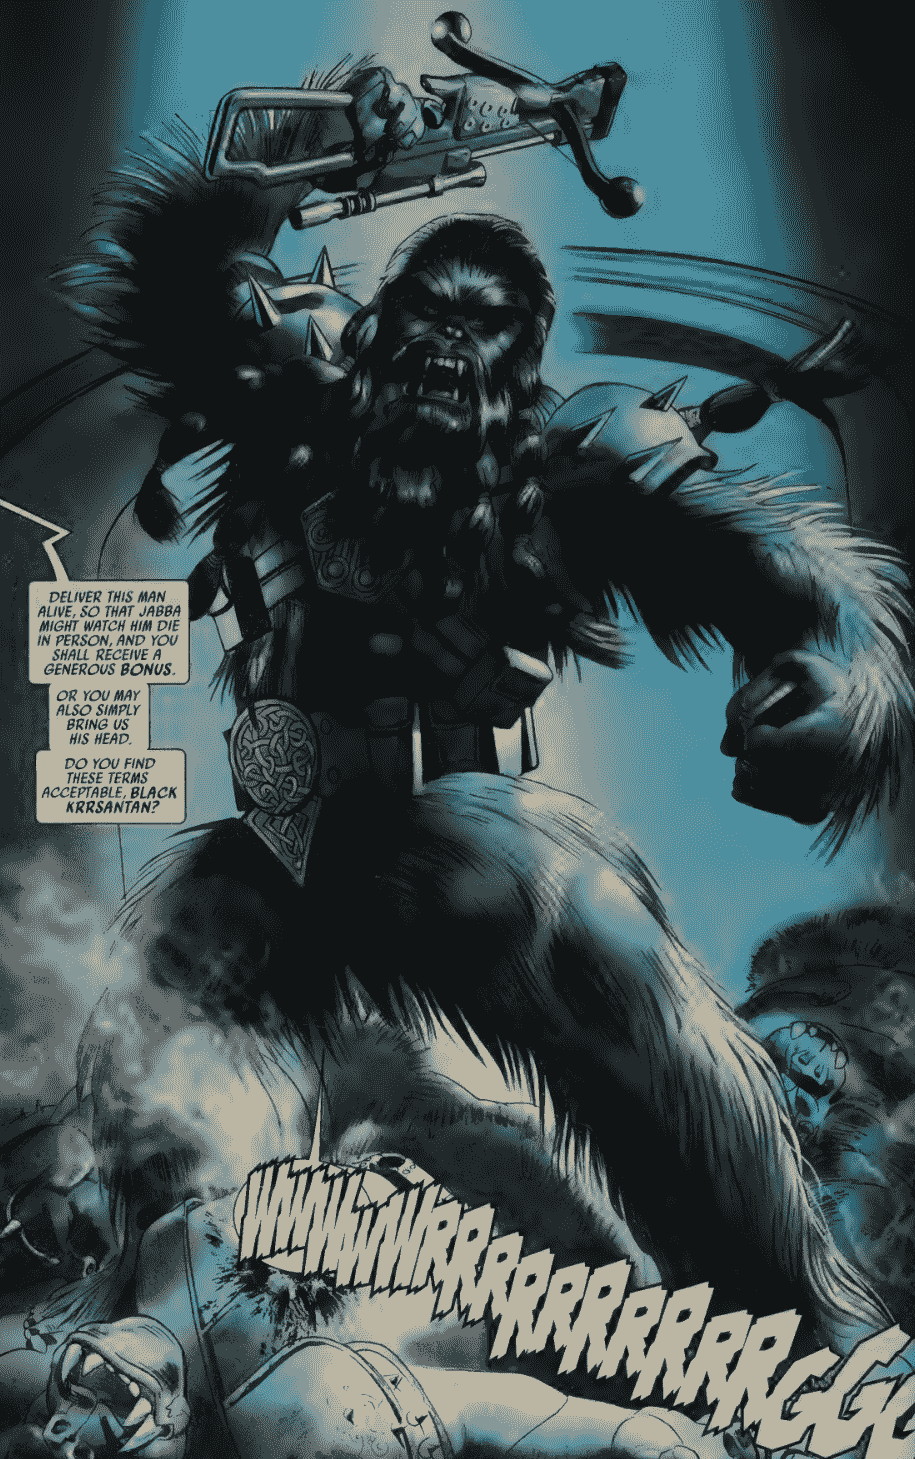 DELIVER THIS MAN
ALIVE, SO THAT JABBA
MIGHT WATCH HIM DIE
IN PERSON, AND YOU
SHALL RECEIVE A
GENEROUS BONUS.
OR YOU MAY
ALSO SIMPLY
BRING US
HIS HEAD.
DO YOU FIND
THESE TERMS
ACCEPTABLE, BLACK
KRRSANTAN?
WWWWWWRRRRRRRRRGGG